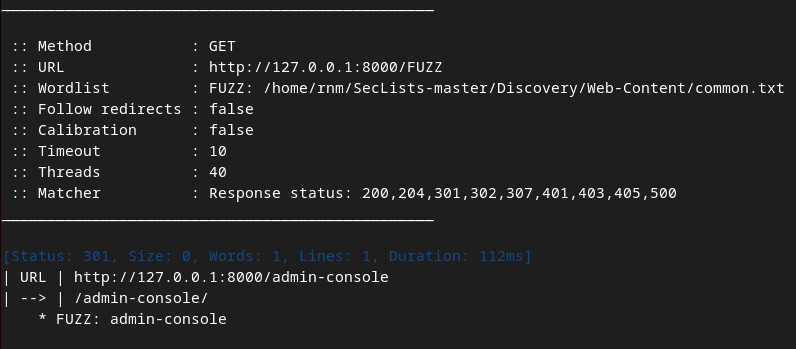 :: Method : GET
:: URL : http://127.0.0.1:8000/FUZZ
:: Wordlist : FUZZ: /home/rnm/SecLists-master/Discovery/Web-Content/common.txt
:: Follow redirects : false
:: Calibration : false
:: Timeout : 10
:: Threads : 40
:: Matcher : Response status: 200,204,301,302,307,401,403,405,500
[Status: 301, Size: 0, Words: 1, Lines: 1, Duration: 112ms]
| URL | http://127.0.0.1:8000/admin-console
| --> | /admin-console/
* FUZZ: admin-console